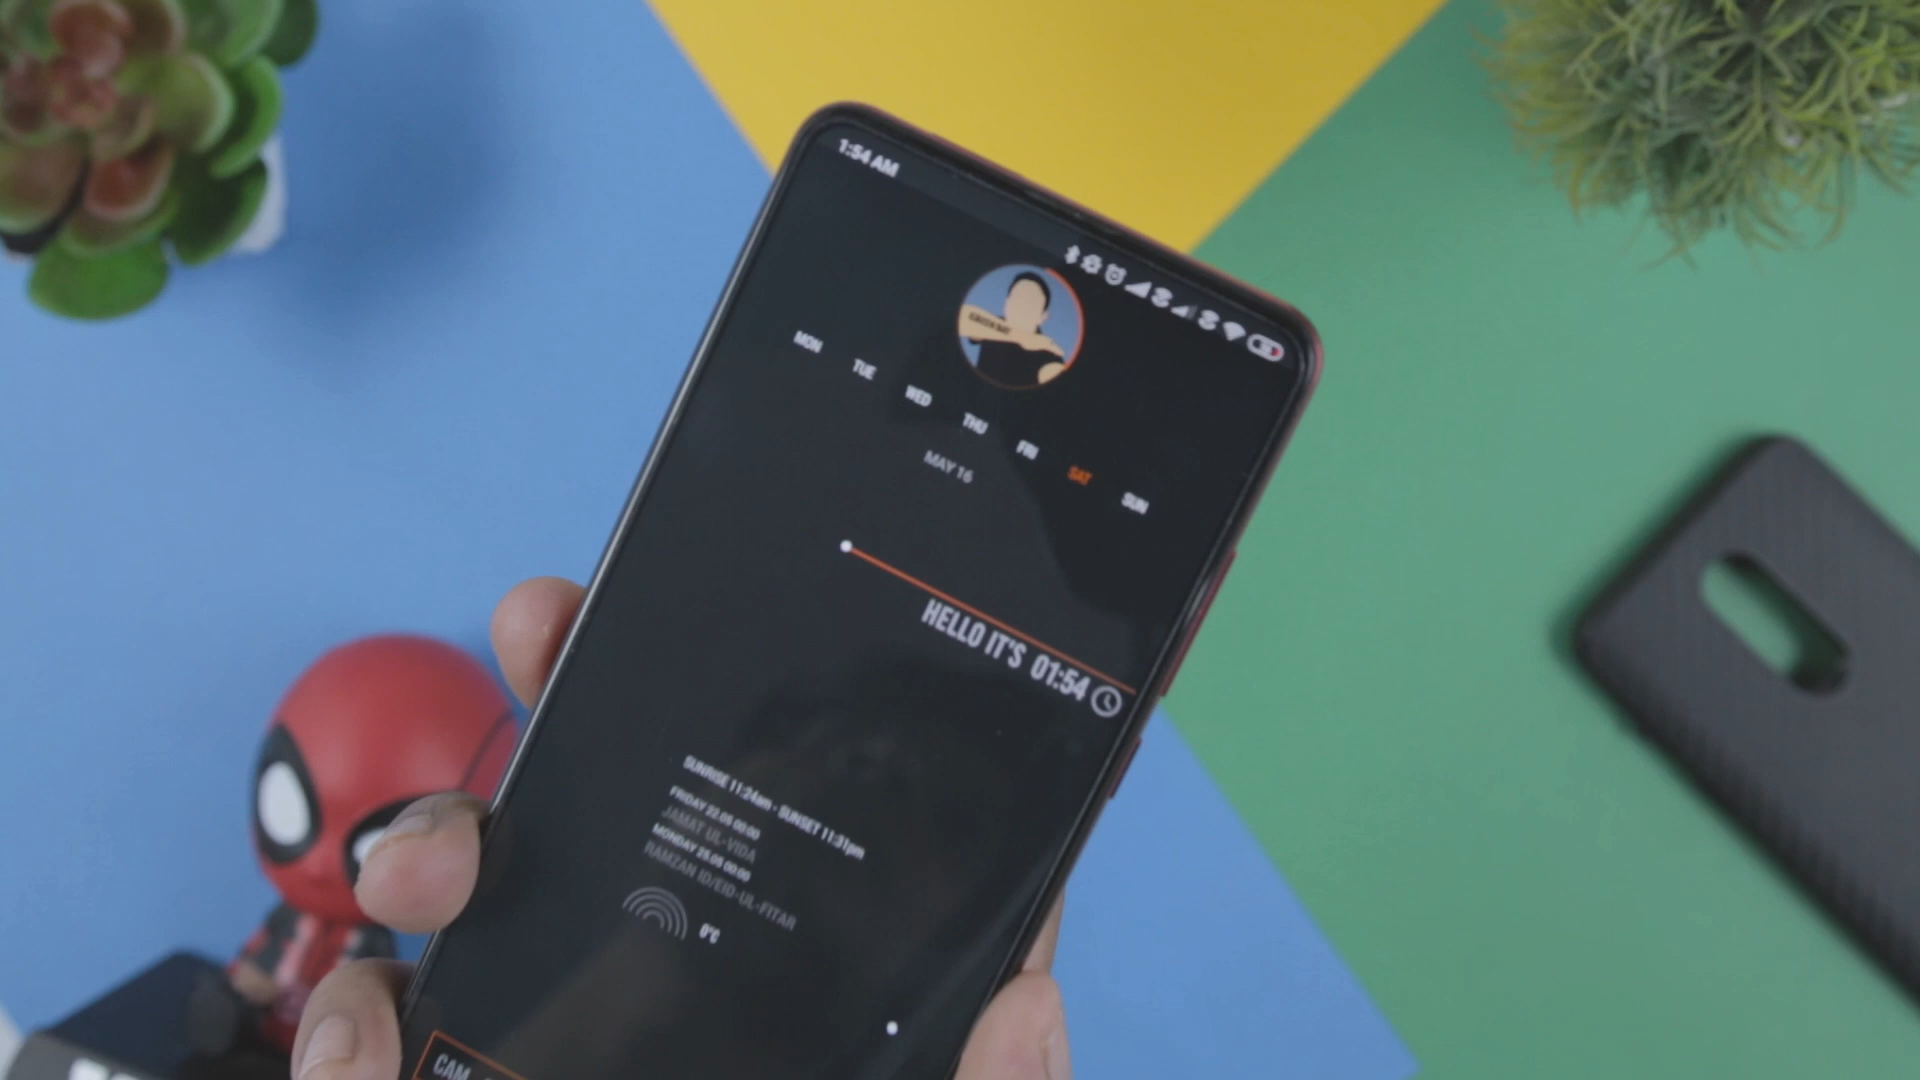 1:54 AM
MON TUE WED THU FRI SAT SUN
MAY 16
HELLO IT'S 01:54
SUNRISE 11:24am - SUNSET 11:31pm
FRIDAY 22.05 00:00
JAMAT UL-VIDA
MONDAY 25.05 00:00
RAMZAN ID/EID-UL-FITAR
0°C
CAM